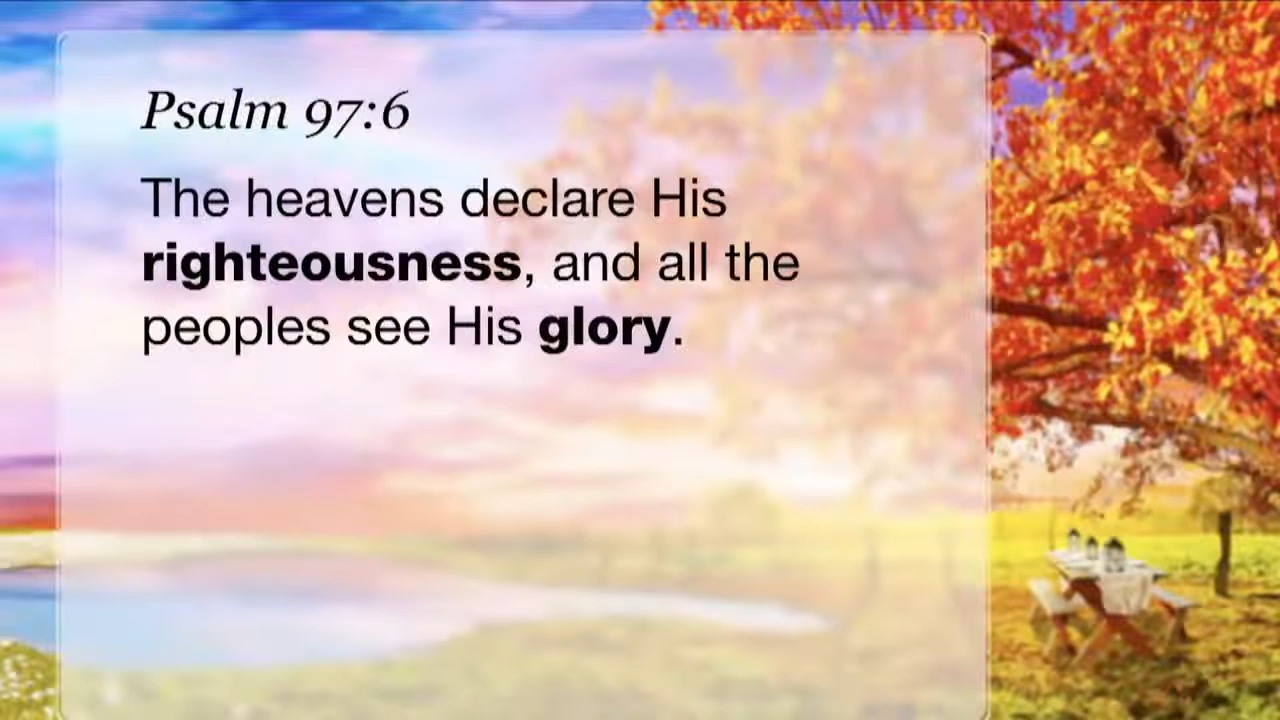 Psalm 97:6
The heavens declare His
righteousness, and all the
peoples see His glory.